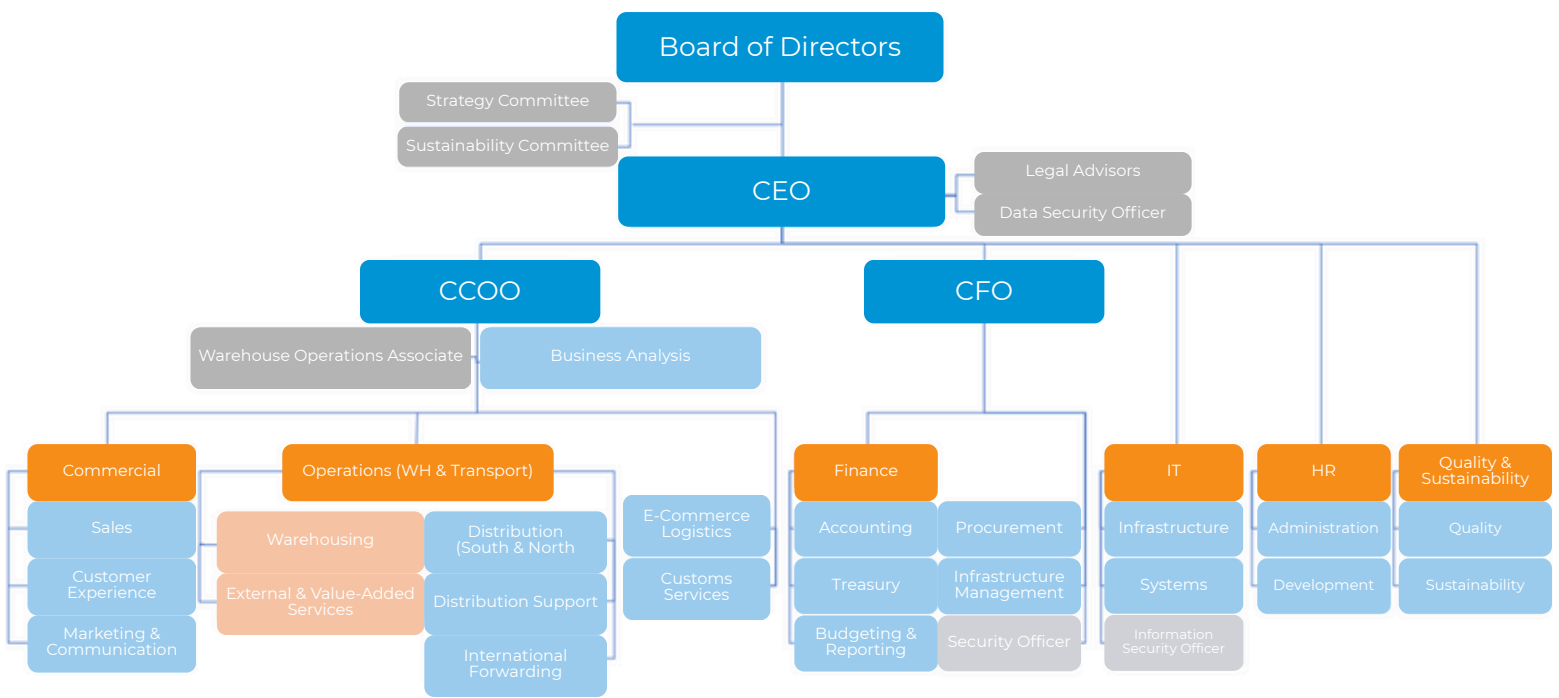 Board of Directors
Strategy Committee
Sustainability Committee
CEO
Legal Advisors
Data Security Officer
CCOO
CFO
Warehouse Operations Associate
Business Analysis
Commercial
Sales
Customer
Experience
Marketing &
Communication
Operations (WH & Transport)
Warehousing
External & Value-Added
Services
Distribution
(South & North
Distribution Support
International
Forwarding
E-Commerce
Logistics
Customs
Services
Finance
Accounting
Treasury
Budgeting &
Reporting
Procurement
Infrastructure
Management
Security Officer
IT
Infrastructure
Systems
Information
Security Officer
HR
Administration
Development
Quality &
Sustainability
Quality
Sustainability